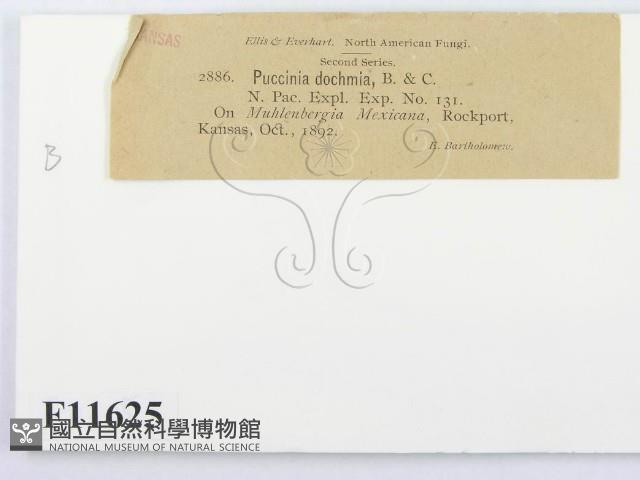 KANSAS
Ellis & Everhart. North American Fungi.
Second Series.
2886. Puccinia dochmia, B. & C.
N. Pac. Expl. Exp. No. 131.
On Muhlenbergia Mexicana, Rockport,
Kansas, Oct., 1892.
E. Bartholomew.
B
F11625
國立自然科學博物館
NATIONAL MUSEUM OF NATURAL SCIENCE